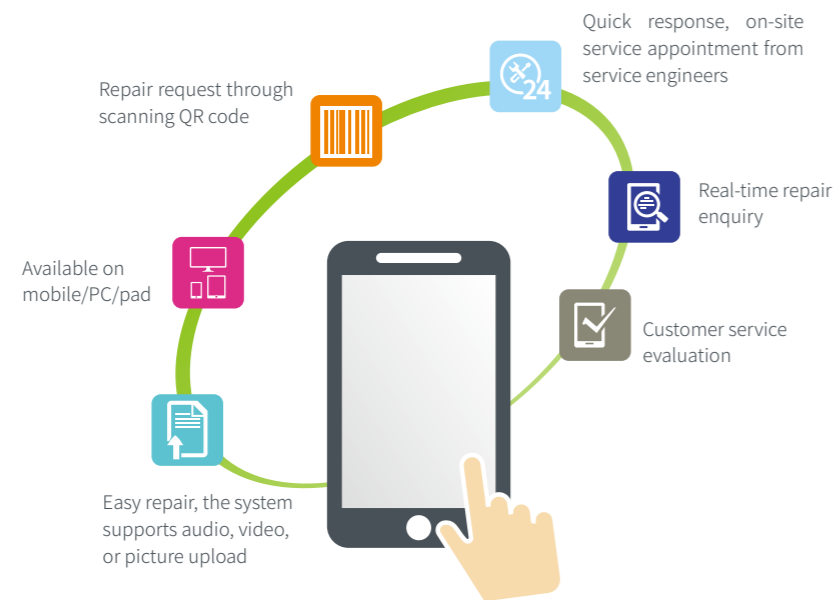 Quick response, on-site
service appointment from
service engineers
Repair request through
scanning QR code
24
Real-time repair
enquiry
Available on
mobile/PC/pad
Customer service
evaluation
Easy repair, the system
supports audio, video,
or picture upload